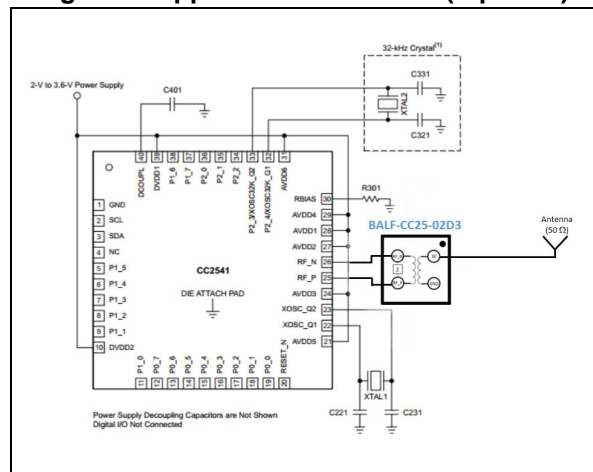 32-kHz Crystal(1)
2-V to 3.6-V Power Supply
C401
C331
XTAL2
C321
40 39 38 37 36 35 34 33 32 31
DCOUPL
DVDD1
P1_6
P1_7
P2_0
P2_1
P2_2
P2_3/XOSC32K_Q2
P2_4/XOSC32K_Q1
AVDD6
1 GND
2 SCL
3 SDA
4 NC
5 P1_5
6 P1_4
7 P1_3
8 P1_2
9 P1_1
10 DVDD2
CC2541
DIE ATTACH PAD
RBIAS 30
AVDD4 29
AVDD1 28
AVDD2 27
RF_N 26
RF_P 25
AVDD3 24
XOSC_Q2 23
XOSC_Q1 22
AVDD5 21
R301
BALF-CC25-02D3
Antenna
(50 Ω)
P1_0
P0_7
P0_6
P0_5
P0_4
P0_3
P0_2
P0_1
P0_0
RESET_N
11 12 13 14 15 16 17 18 19 20
XTAL1
C221
C231
Power Supply Decoupling Capacitors are Not Shown
Digital I/O Not Connected